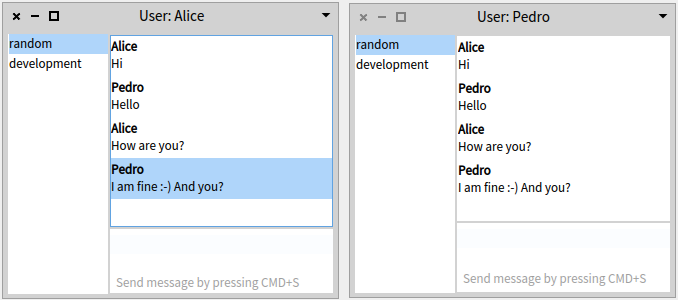 User: Alice
random
development
Alice
Hi
Pedro
Hello
Alice
How are you?
Pedro
I am fine :-) And you?
Send message by pressing CMD+S
User: Pedro
random
development
Alice
Hi
Pedro
Hello
Alice
How are you?
Pedro
I am fine :-) And you?
Send message by pressing CMD+S